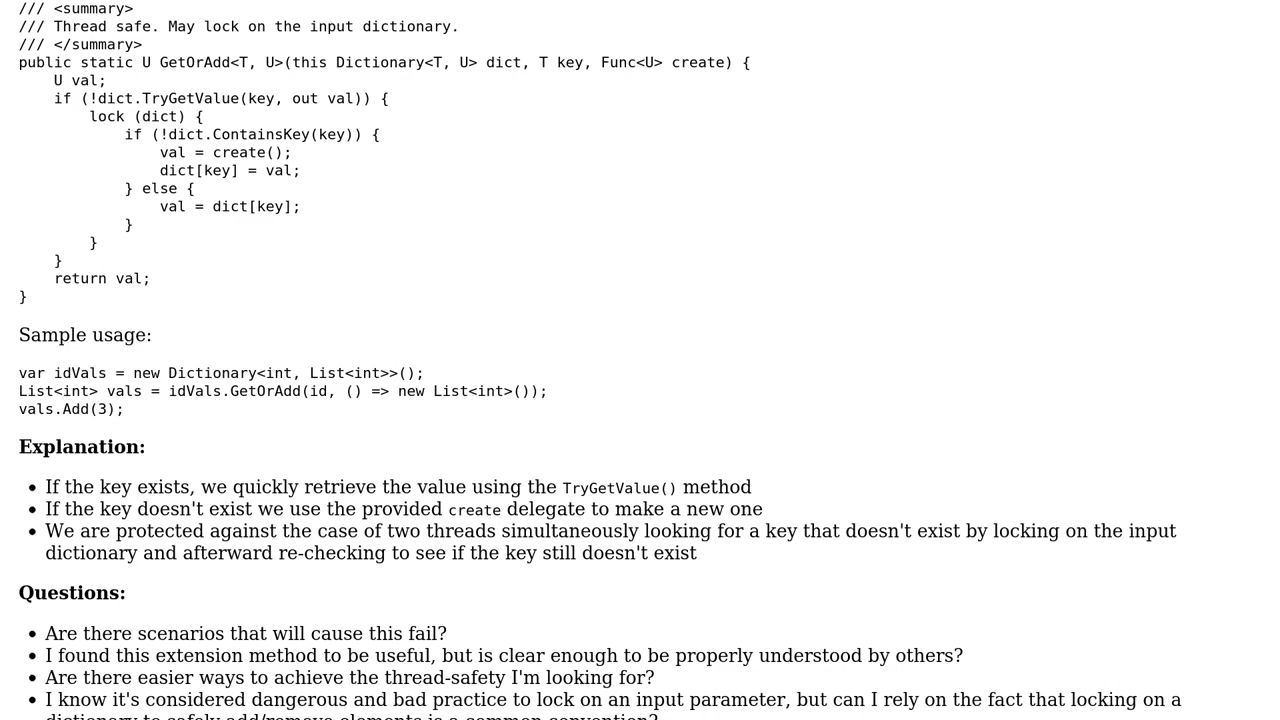 /// <summary>
/// Thread safe. May lock on the input dictionary.
/// </summary>
public static U GetOrAdd<T, U>(this Dictionary<T, U> dict, T key, Func<U> create) {
    U val;
    if (!dict.TryGetValue(key, out val)) {
        lock (dict) {
            if (!dict.ContainsKey(key)) {
                val = create();
                dict[key] = val;
            } else {
                val = dict[key];
            }
        }
    }
    return val;
}
Sample usage:
var idVals = new Dictionary<int, List<int>>();
List<int> vals = idVals.GetOrAdd(id, () => new List<int>());
vals.Add(3);
Explanation:
• If the key exists, we quickly retrieve the value using the TryGetValue() method
• If the key doesn't exist we use the provided create delegate to make a new one
• We are protected against the case of two threads simultaneously looking for a key that doesn't exist by locking on the input
dictionary and afterward re-checking to see if the key still doesn't exist
Questions:
• Are there scenarios that will cause this fail?
• I found this extension method to be useful, but is clear enough to be properly understood by others?
• Are there easier ways to achieve the thread-safety I'm looking for?
• I know it's considered dangerous and bad practice to lock on an input parameter, but can I rely on the fact that locking on a
dictionary to safely add/remove elements is a common convention?